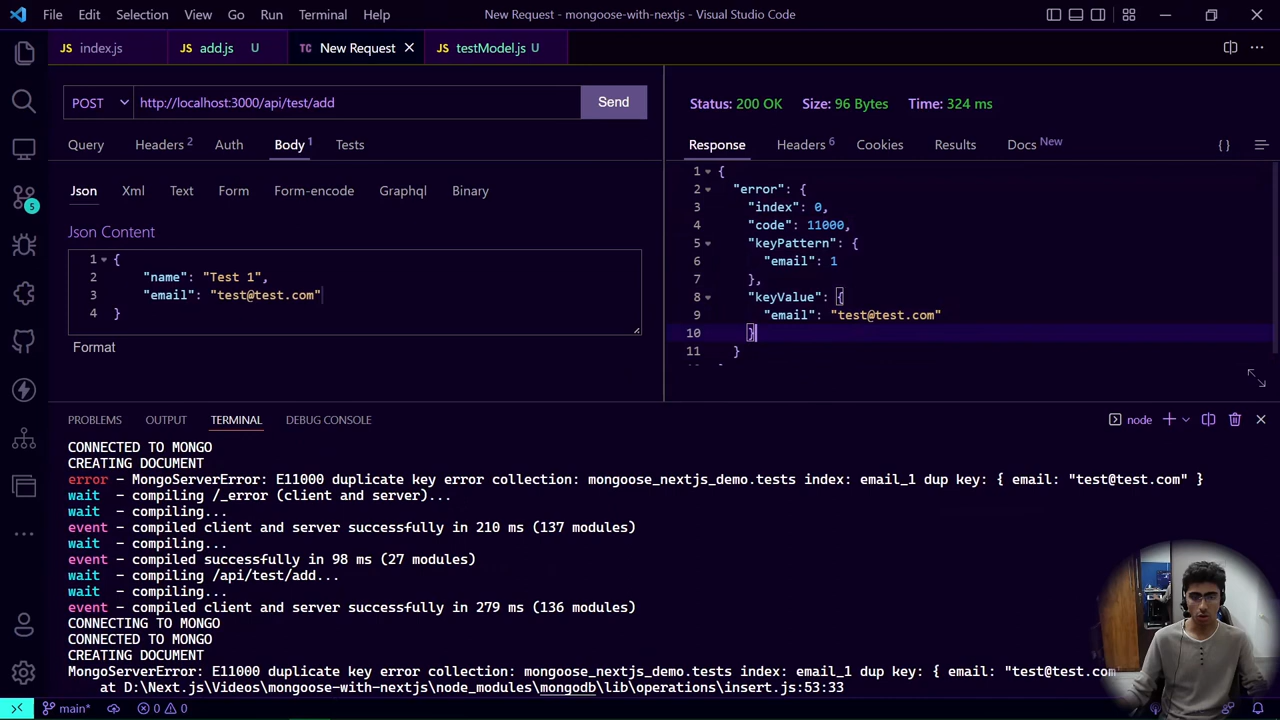 File Edit Selection View Go Run Terminal Help New Request - mongoose-with-nextjs - Visual Studio Code
JS index.js JS add.js U TC New Request JS testModel.js U
POST http://localhost:3000/api/test/add Send
Status: 200 OK Size: 96 Bytes Time: 324 ms
Query Headers 2 Auth Body 1 Tests
Response Headers 6 Cookies Results Docs New { }
Json Xml Text Form Form-encode Graphql Binary
Json Content
1 {
2 "name": "Test 1",
3 "email": "test@test.com"
4 }
Format
1 {
2 "error": {
3 "index": 0,
4 "code": 11000,
5 "keyPattern": {
6 "email": 1
7 },
8 "keyValue": {
9 "email": "test@test.com"
10 }
11 }
5
PROBLEMS OUTPUT TERMINAL DEBUG CONSOLE node
CONNECTED TO MONGO
CREATING DOCUMENT
error - MongoServerError: E11000 duplicate key error collection: mongoose_nextjs_demo.tests index: email_1 dup key: { email: "test@test.com" }
wait - compiling /_error (client and server)...
wait - compiling...
event - compiled client and server successfully in 210 ms (137 modules)
wait - compiling...
event - compiled successfully in 98 ms (27 modules)
wait - compiling /api/test/add...
wait - compiling...
event - compiled client and server successfully in 279 ms (136 modules)
CONNECTING TO MONGO
CONNECTED TO MONGO
CREATING DOCUMENT
MongoServerError: E11000 duplicate key error collection: mongoose_nextjs_demo.tests index: email_1 dup key: { email: "test@test.com
at D:\Next.js\Videos\mongoose-with-nextjs\node_modules\mongodb\lib\operations\insert.js:53:33
main* 0 0